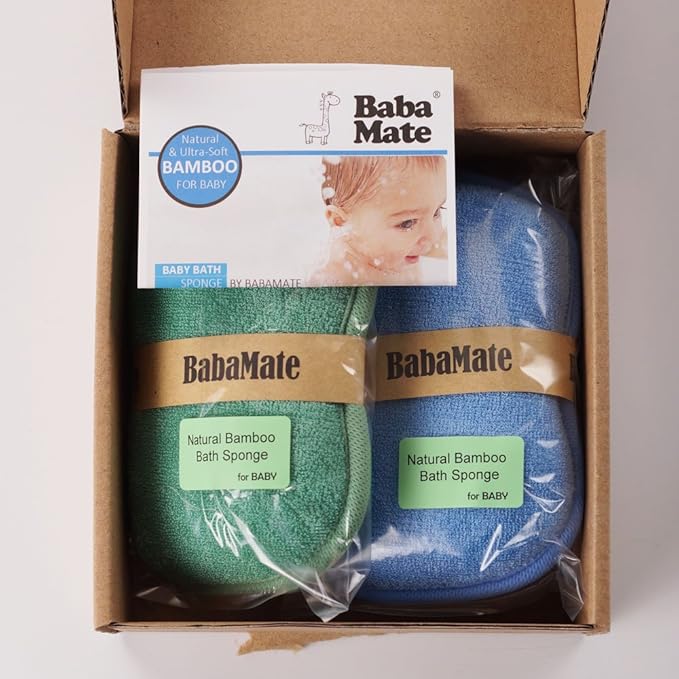 Baba ®
Mate
Natural
& Ultra-Soft
BAMBOO
FOR BABY
BABY BATH
SPONGE BY BABAMATE
BabaMate
Natural Bamboo
Bath Sponge
for BABY
BabaMate
Natural Bamboo
Bath Sponge
for BABY